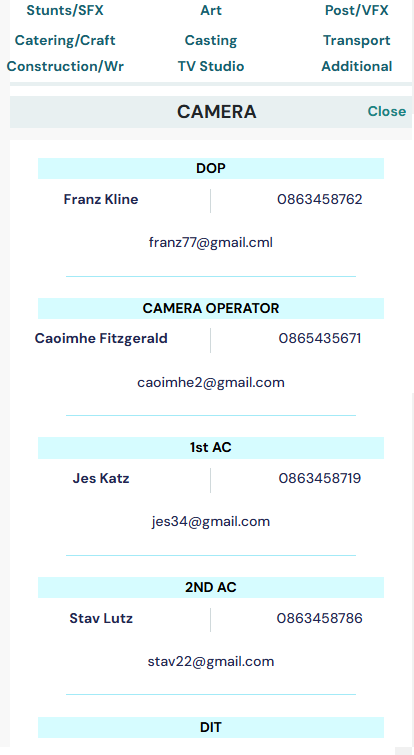 Stunts/SFX Art Post/VFX
Catering/Craft Casting Transport
Construction/Wr TV Studio Additional
CAMERA Close
DOP
Franz Kline 0863458762
franz77@gmail.cml
CAMERA OPERATOR
Caoimhe Fitzgerald 0865435671
caoimhe2@gmail.com
1st AC
Jes Katz 0863458719
jes34@gmail.com
2ND AC
Stav Lutz 0863458786
stav22@gmail.com
DIT